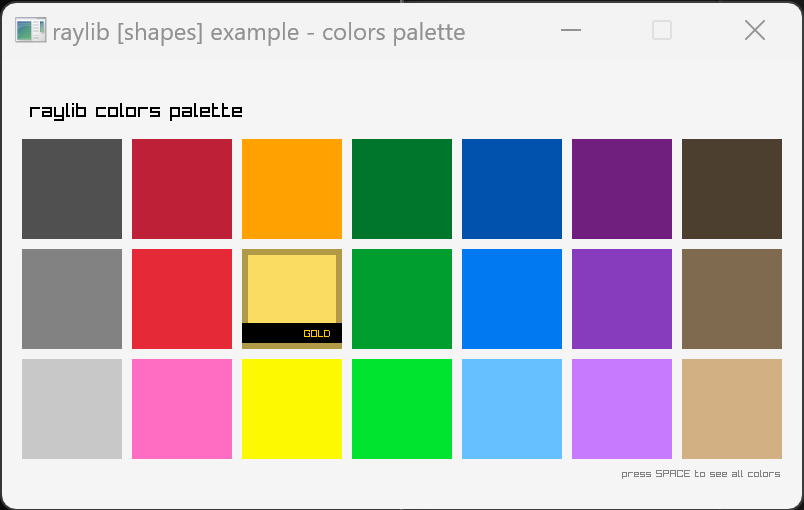 raylib [shapes] example - colors palette
raylib colors palette
GOLD
press SPACE to see all colors